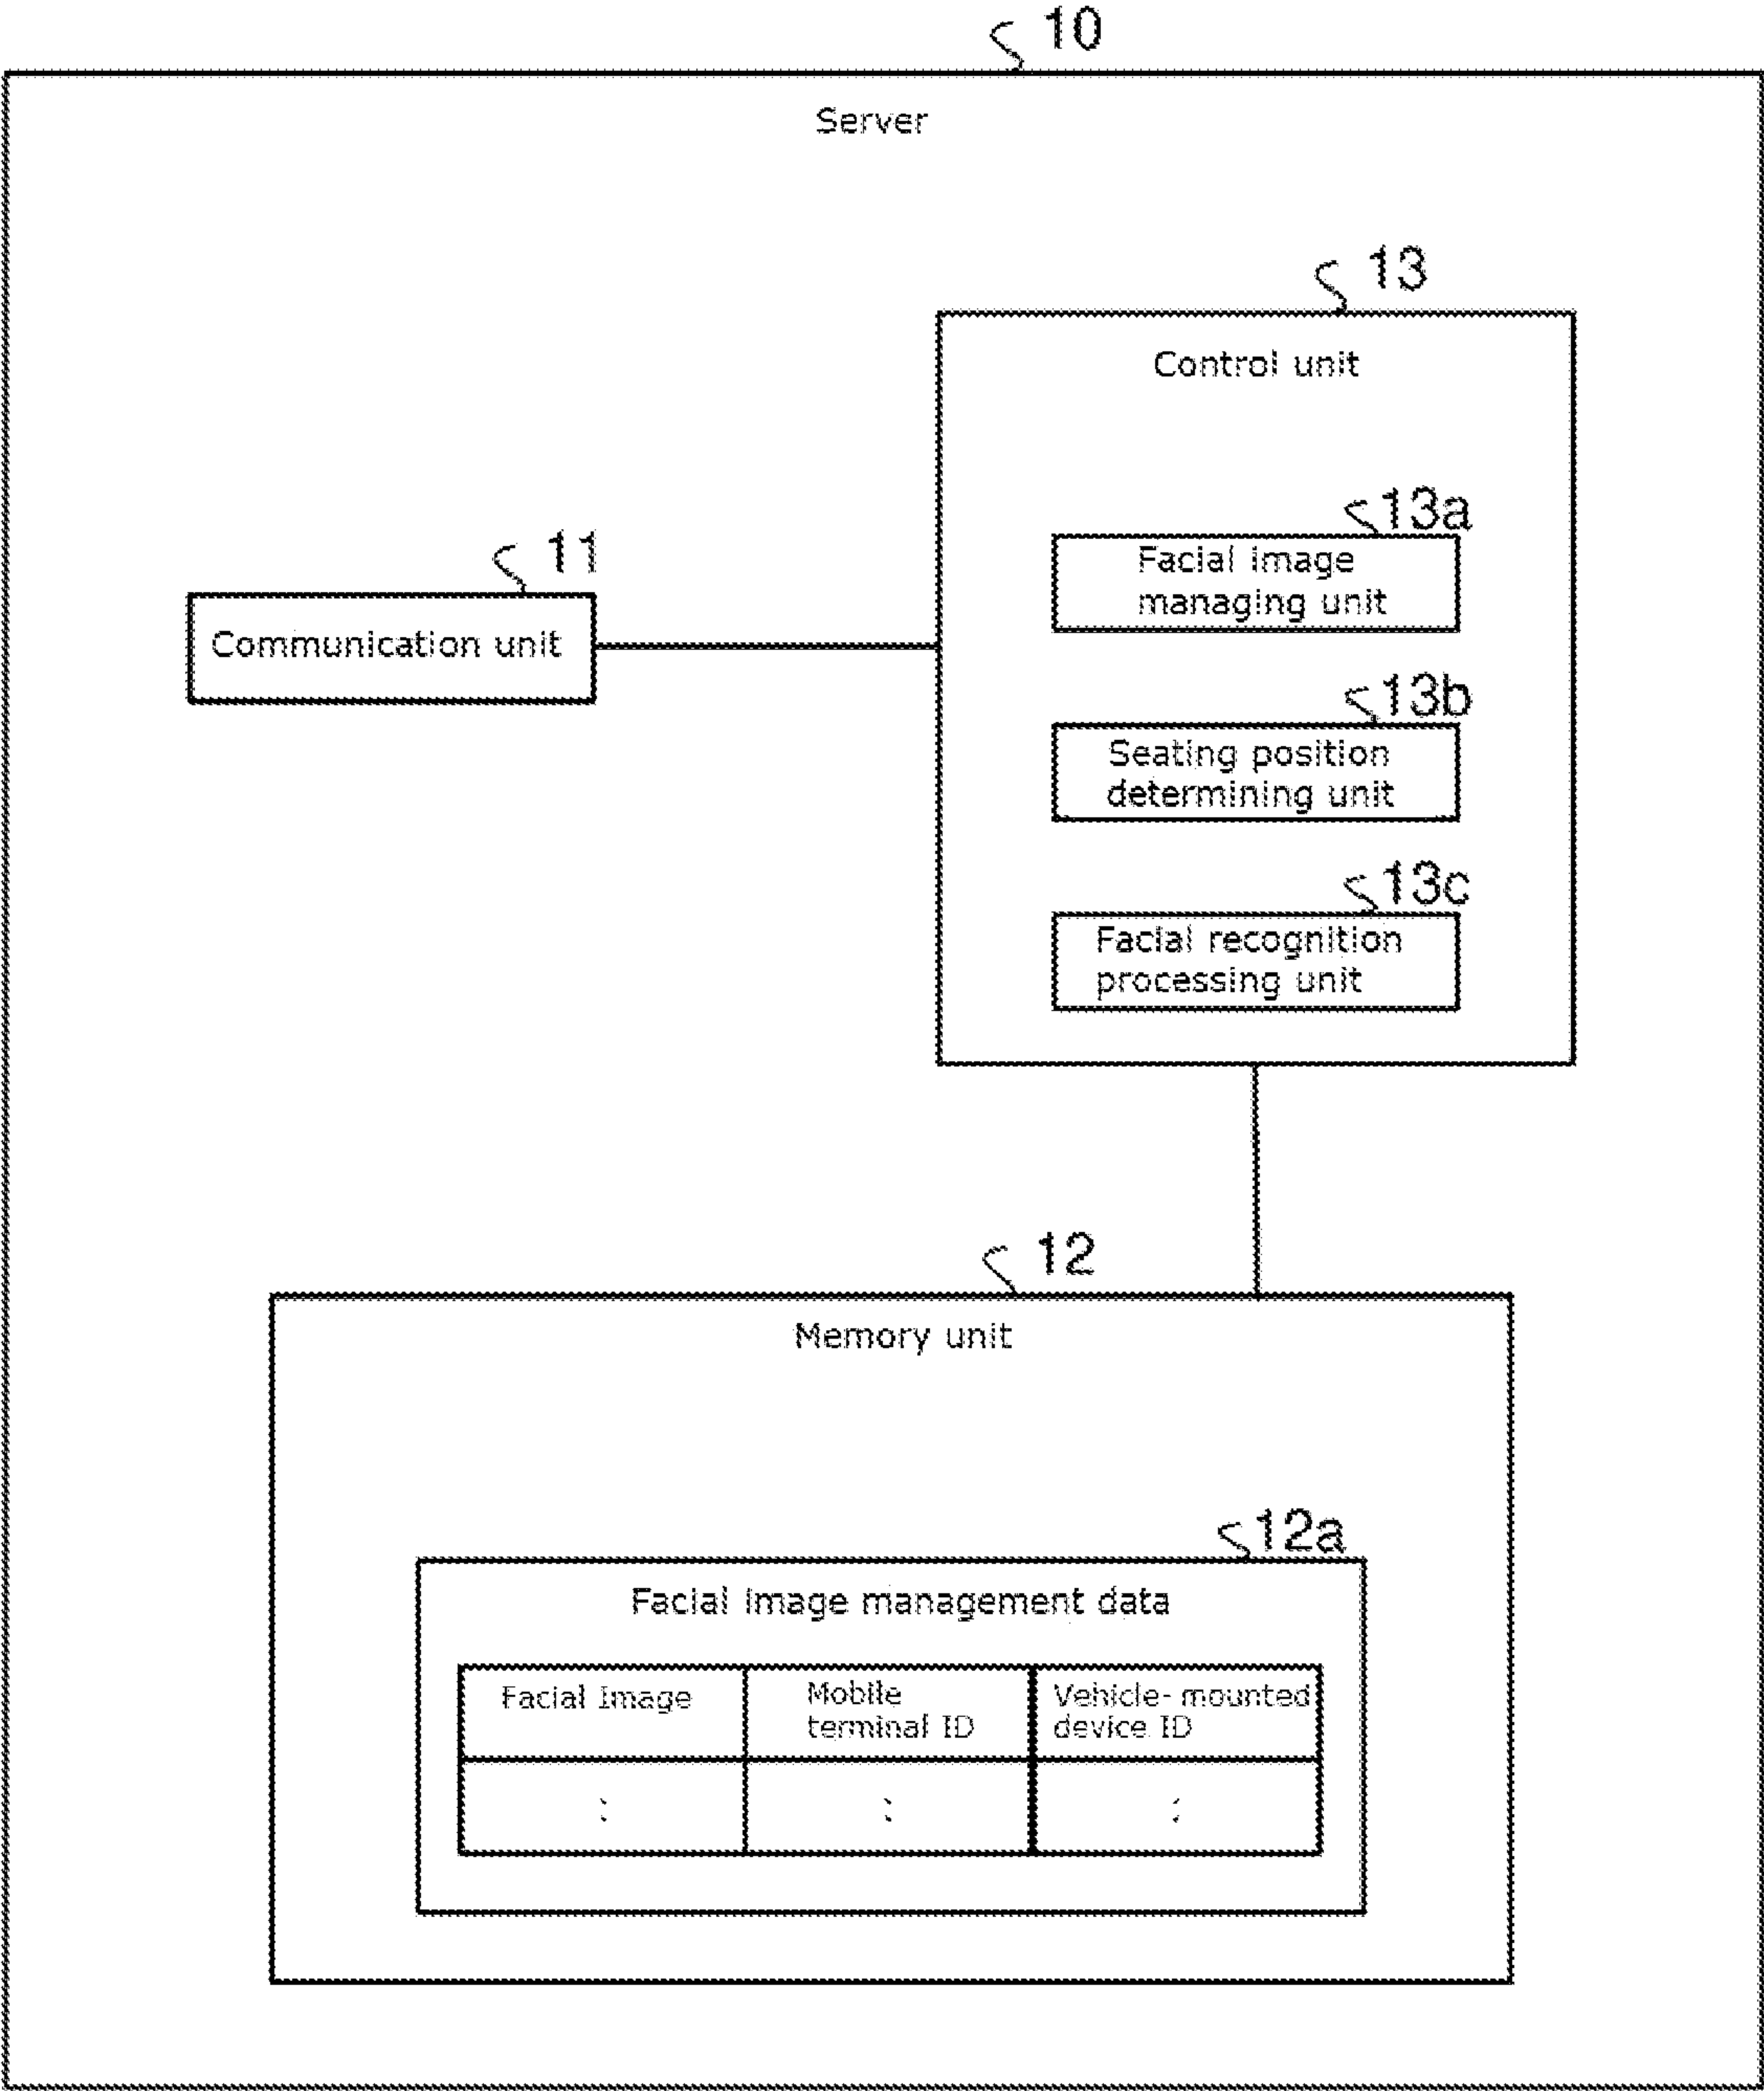 10
Server
13
Control unit
13a
Facial image
managing unit
11
Communication unit
13b
Seating position
determining unit
13c
Facial recognition
processing unit
12
Memory unit
12a
Facial image management data
Facial Image
Mobile
terminal ID
Vehicle- mounted
device ID
:
:
: